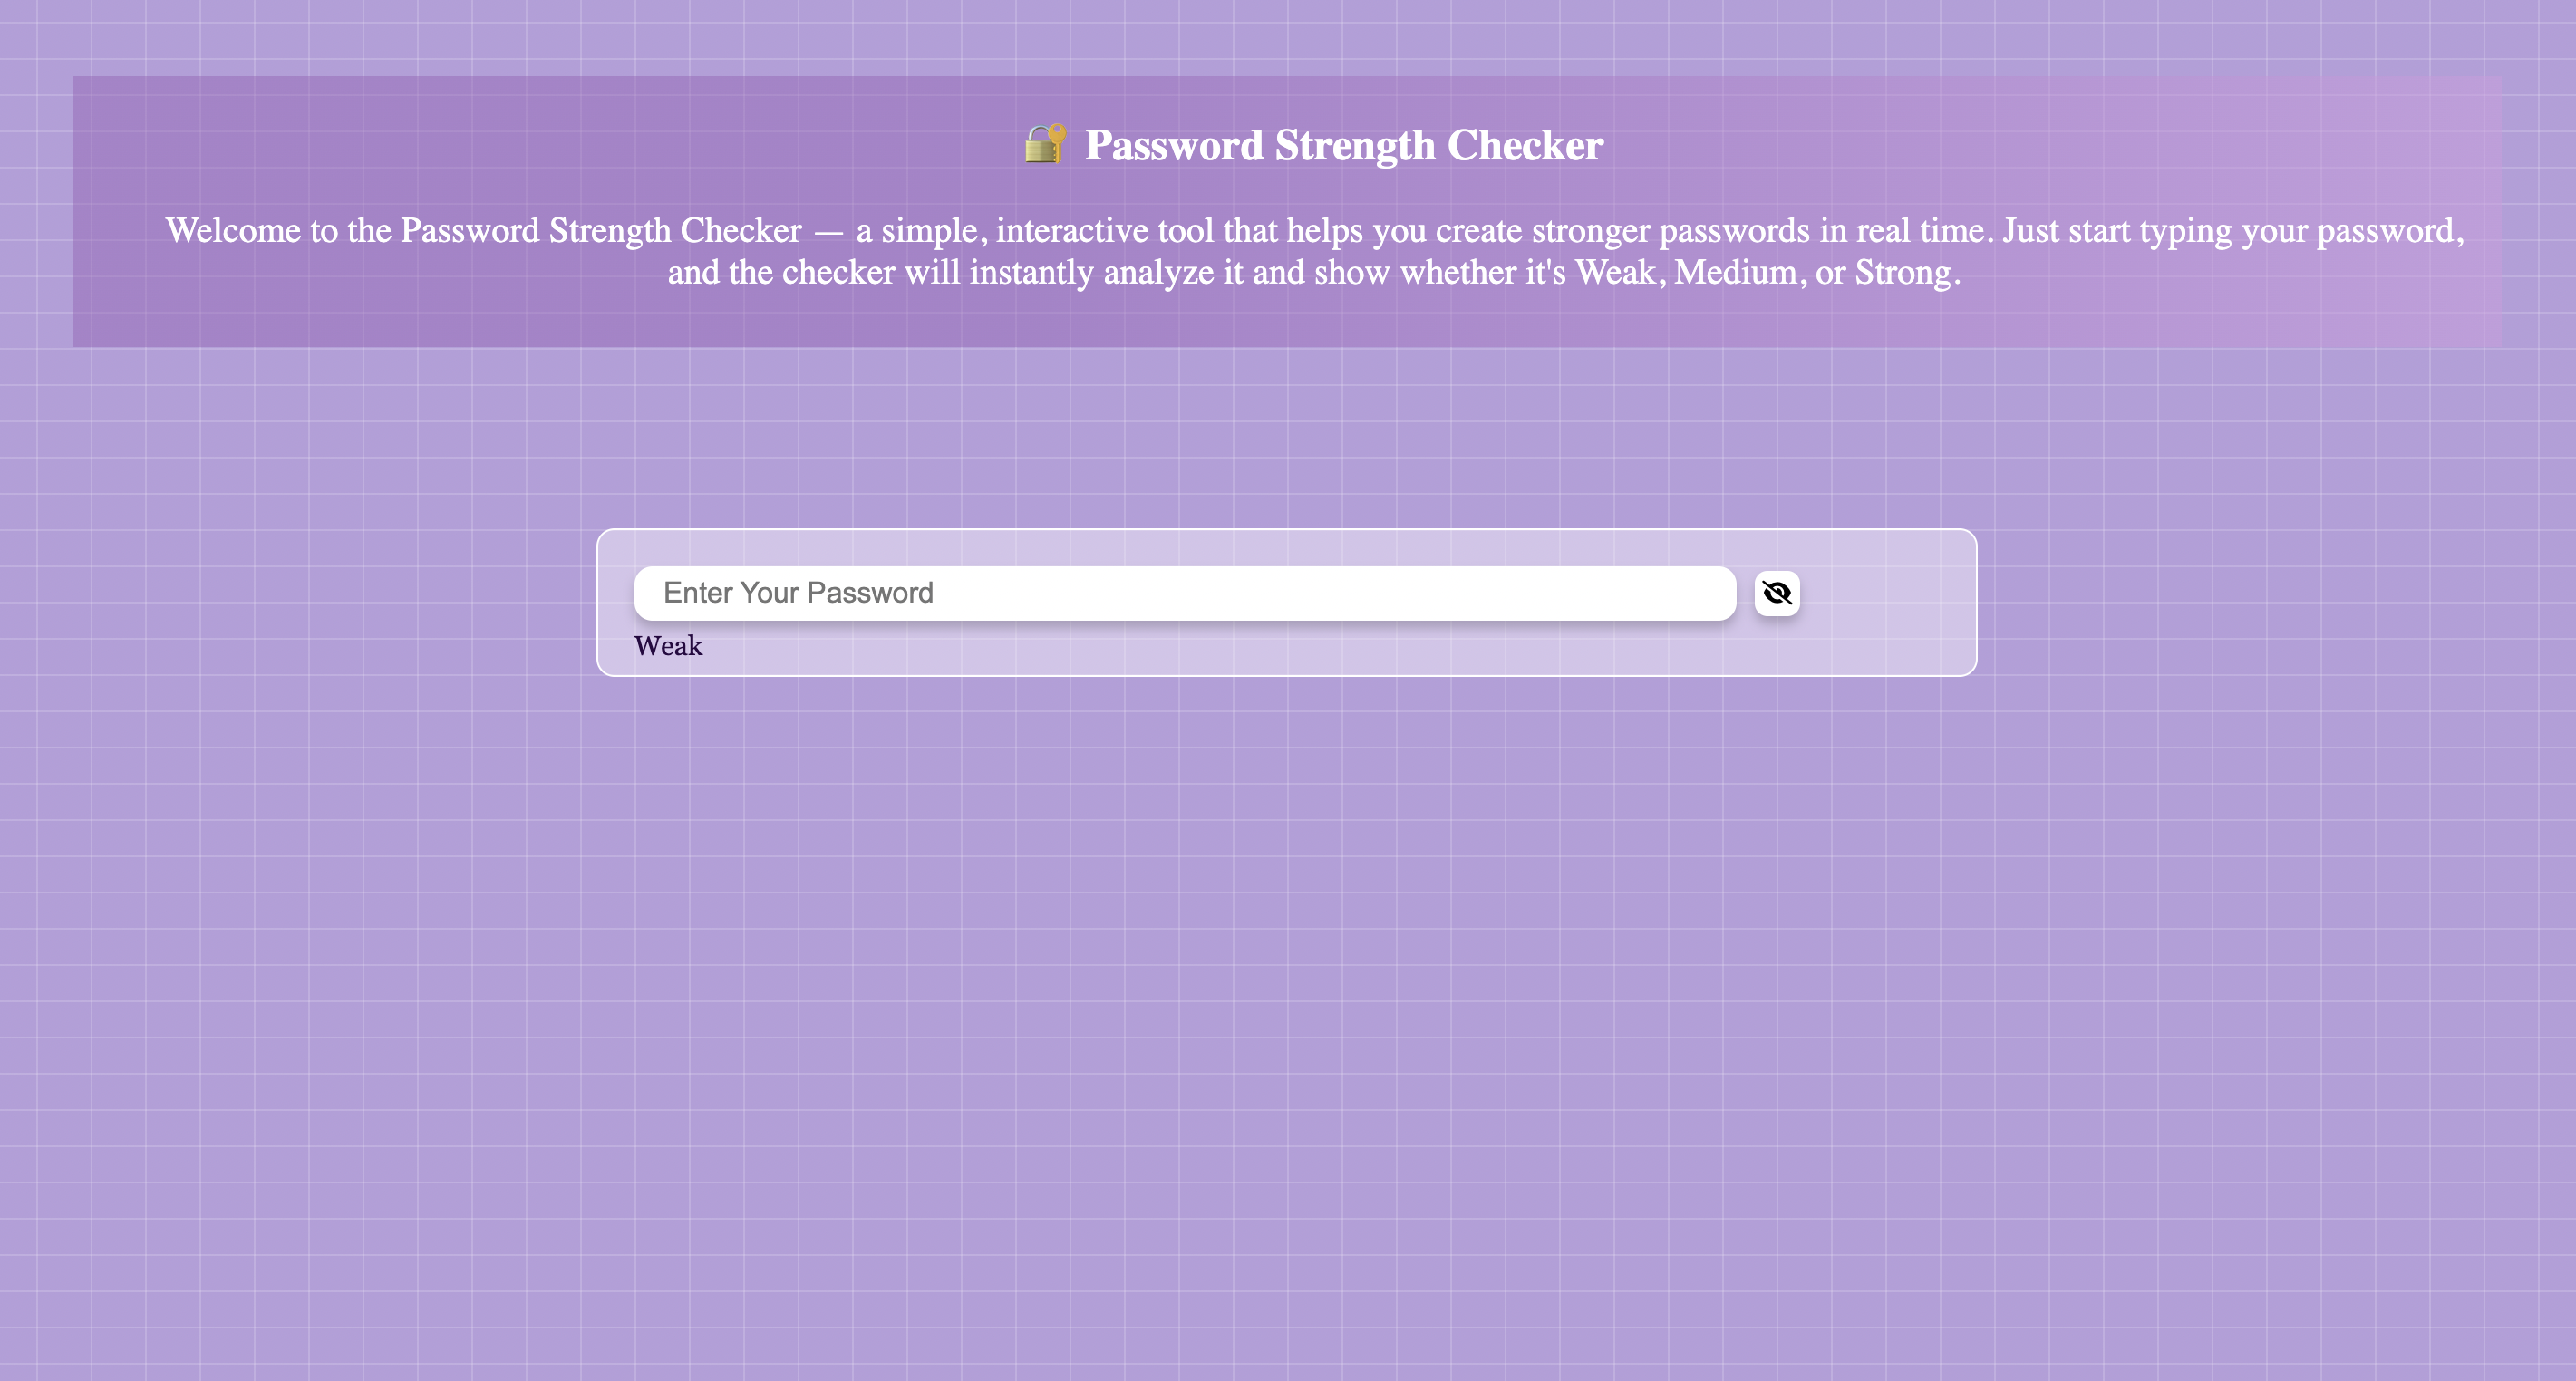 🔐 Password Strength Checker
Welcome to the Password Strength Checker — a simple, interactive tool that helps you create stronger passwords in real time. Just start typing your password,
and the checker will instantly analyze it and show whether it's Weak, Medium, or Strong.
Enter Your Password
Weak